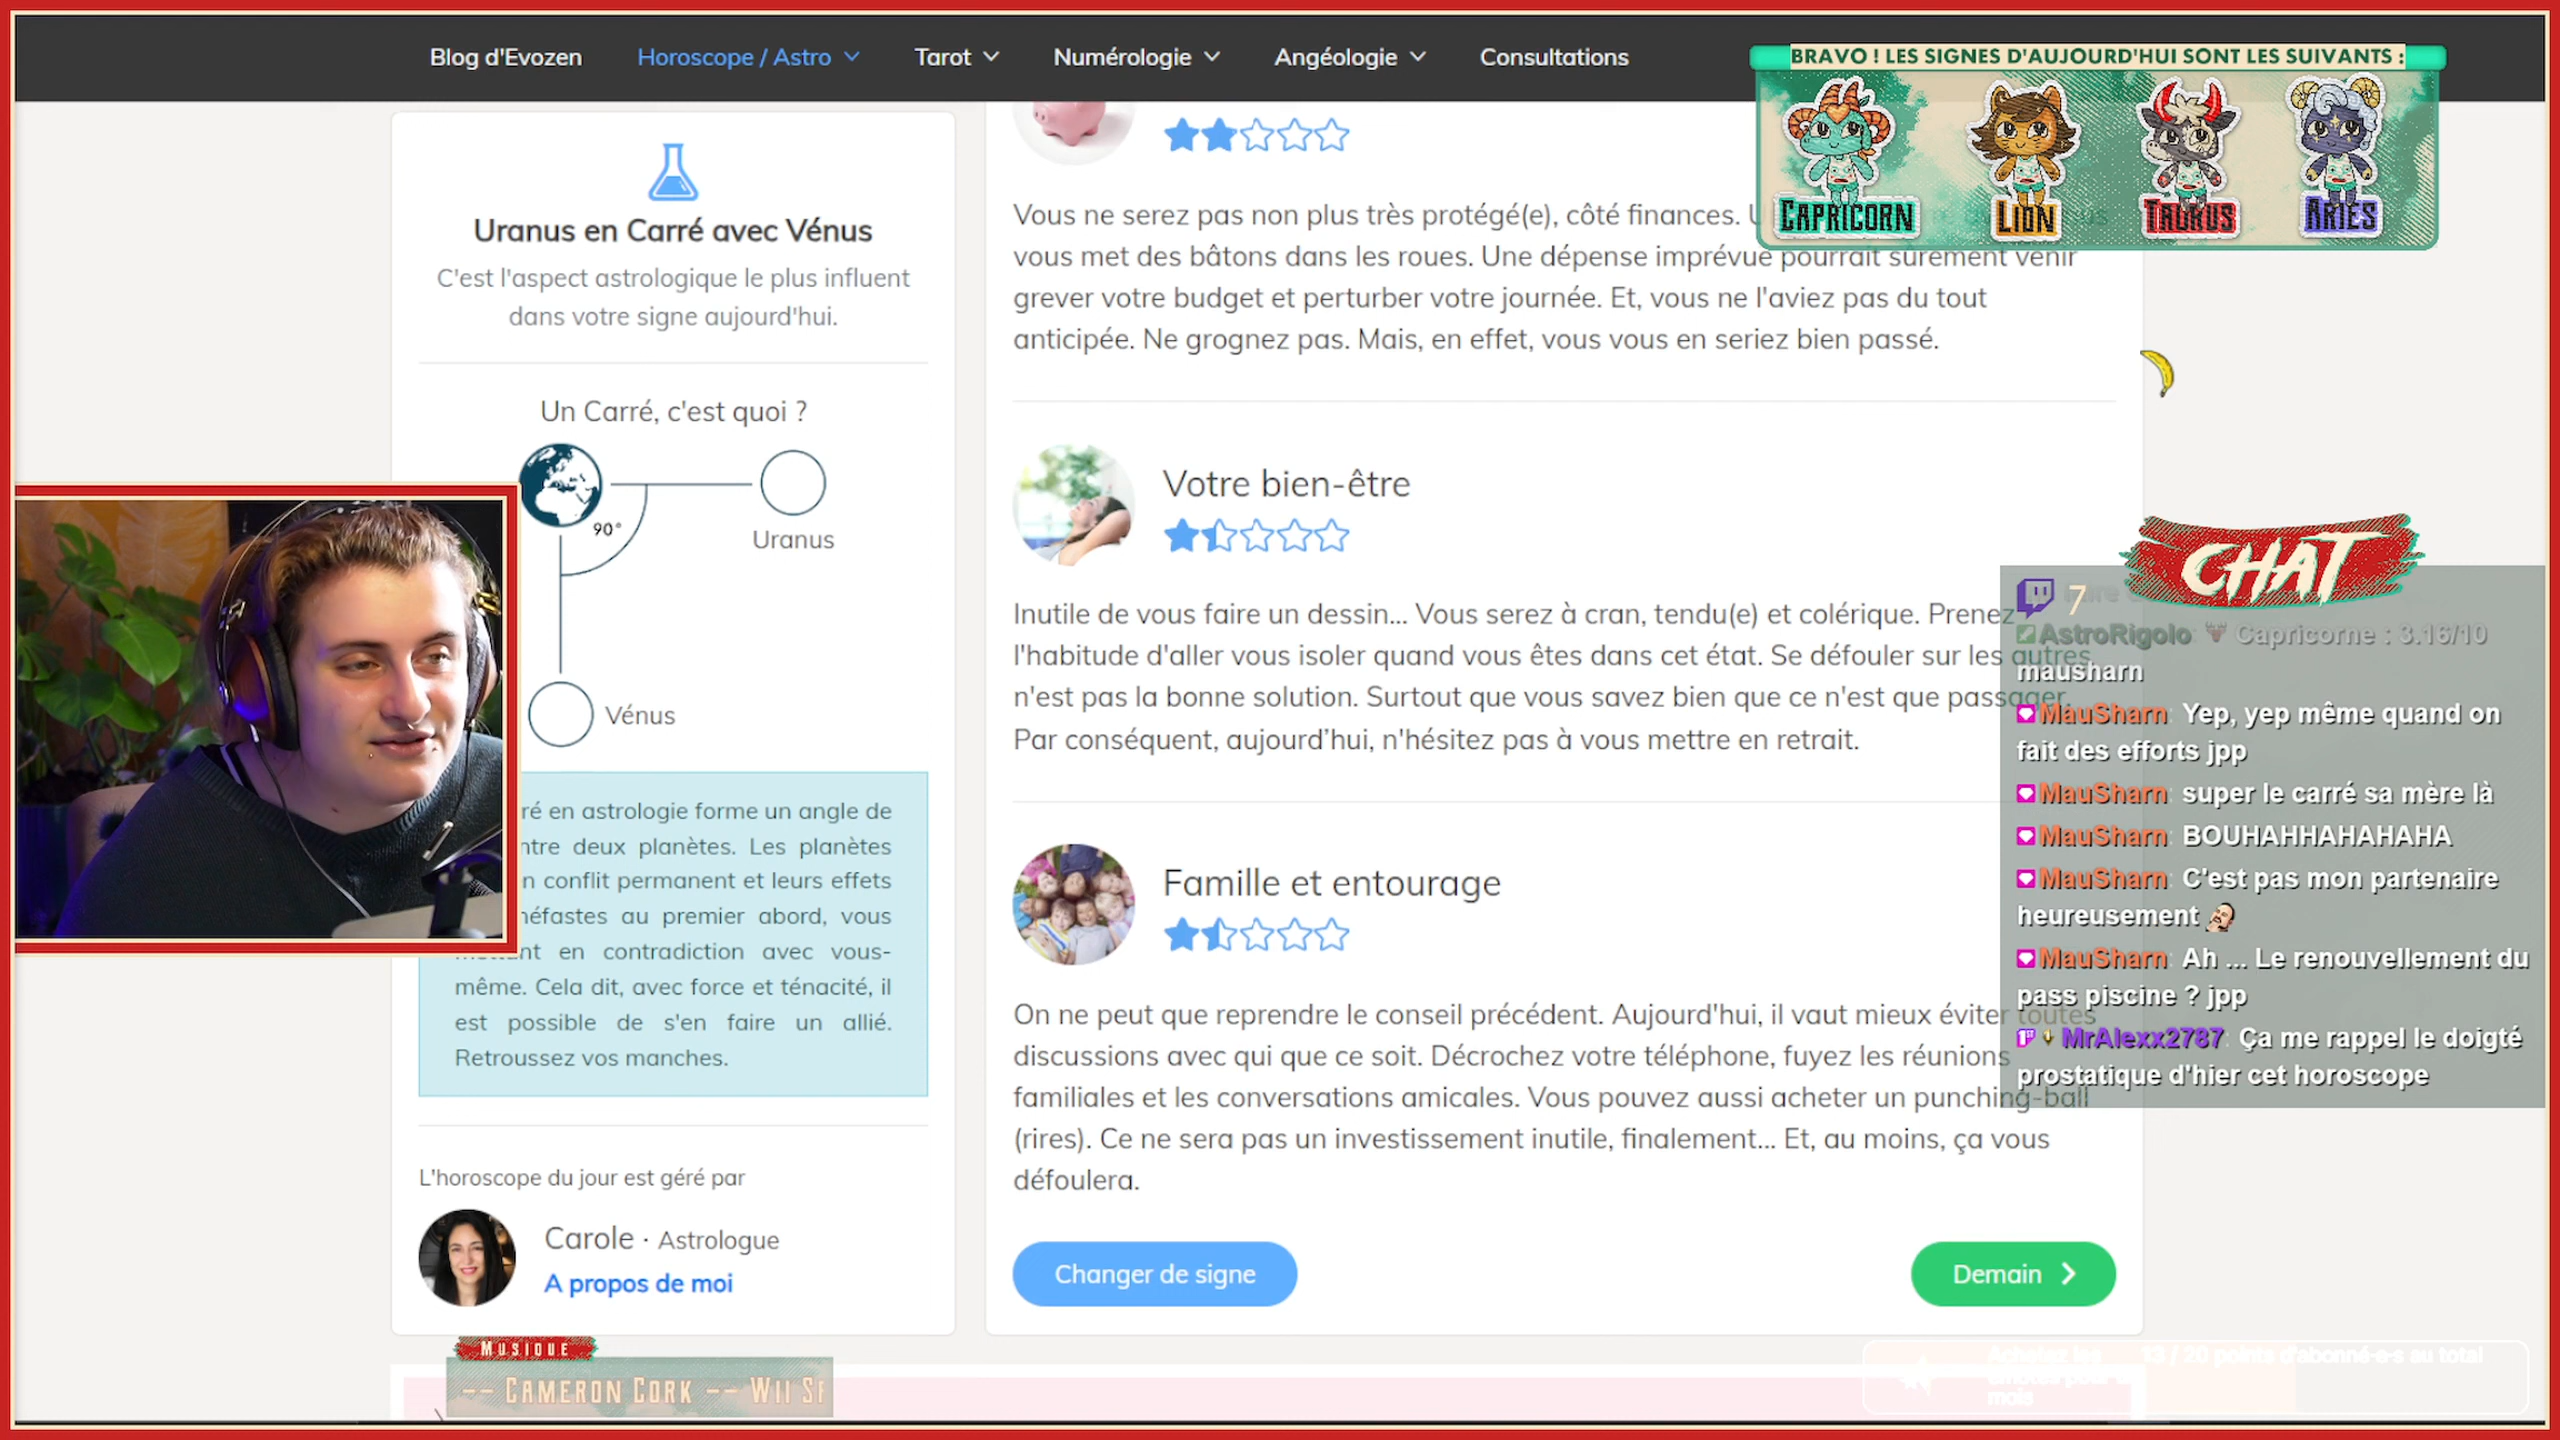 Blog d'Evozen
Horoscope / Astro
Tarot
Numérologie
Angéologie
Consultations
BRAVO ! LES SIGNES D'AUJOURD'HUI SONT LES SUIVANTS :
CAPRICORN
LION
TAURUS
ARIES
Uranus en Carré avec Vénus
C'est l'aspect astrologique le plus influent
dans votre signe aujourd'hui.
Un Carré, c'est quoi ?
90°
Uranus
Vénus
ré en astrologie forme un angle de
ntre deux planètes. Les planètes
n conflit permanent et leurs effets
néfastes au premier abord, vous
en contradiction avec vous-
même. Cela dit, avec force et ténacité, il
est possible de s'en faire un allié.
Retroussez vos manches.
L'horoscope du jour est géré par
Carole · Astrologue
A propos de moi
Vous ne serez pas non plus très protégé(e), côté finances.
vous met des bâtons dans les roues. Une dépense imprévue pourrait sûrement venir
grever votre budget et perturber votre journée. Et, vous ne l'aviez pas du tout
anticipée. Ne grognez pas. Mais, en effet, vous vous en seriez bien passé.
Votre bien-être
Inutile de vous faire un dessin... Vous serez à cran, tendu(e) et colérique. Prenez
l'habitude d'aller vous isoler quand vous êtes dans cet état. Se défouler sur les autres
n'est pas la bonne solution. Surtout que vous savez bien que ce n'est que passager.
Par conséquent, aujourd’hui, n'hésitez pas à vous mettre en retrait.
Famille et entourage
On ne peut que reprendre le conseil précédent. Aujourd'hui, il vaut mieux éviter toutes
discussions avec qui que ce soit. Décrochez votre téléphone, fuyez les réunions
familiales et les conversations amicales. Vous pouvez aussi acheter un punching-ball
(rires). Ce ne sera pas un investissement inutile, finalement... Et, au moins, ça vous
défoulera.
Changer de signe
Demain
CHAT
7
AstroRigolo Capricorne : 3.16/10
mausharn
MauSharn: Yep, yep même quand on
fait des efforts jpp
MauSharn: super le carré sa mère là
MauSharn: BOUHAHHAHAHAHA
MauSharn: C'est pas mon partenaire
heureusement
MauSharn: Ah ... Le renouvellement du
pass piscine ? jpp
MrAlexx2787: Ça me rappel le doigté
prostatique d'hier cet horoscope
MUSIQUE
-- CAMERON CORK -- WII
13 / 20 points d'abonné·e·s au total
mois